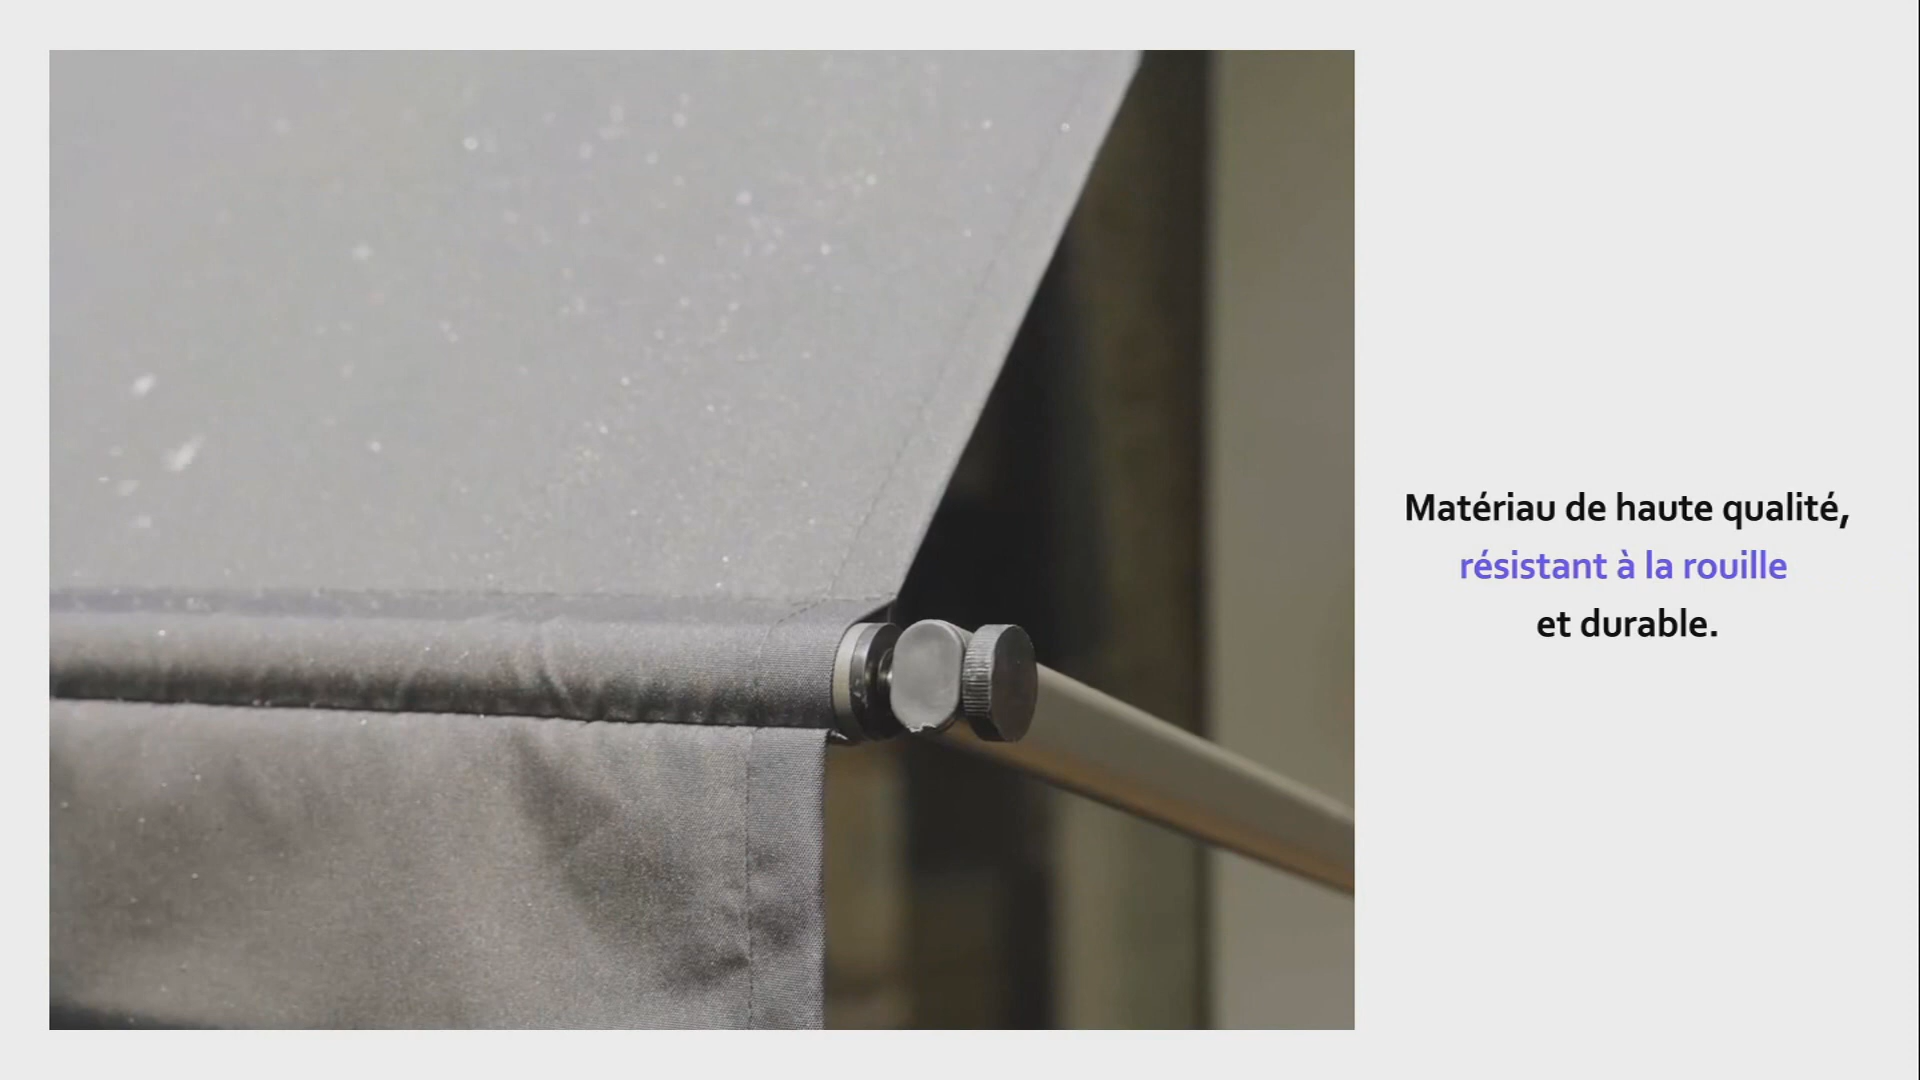 Matériau de haute qualité,
résistant à la rouille
et durable.